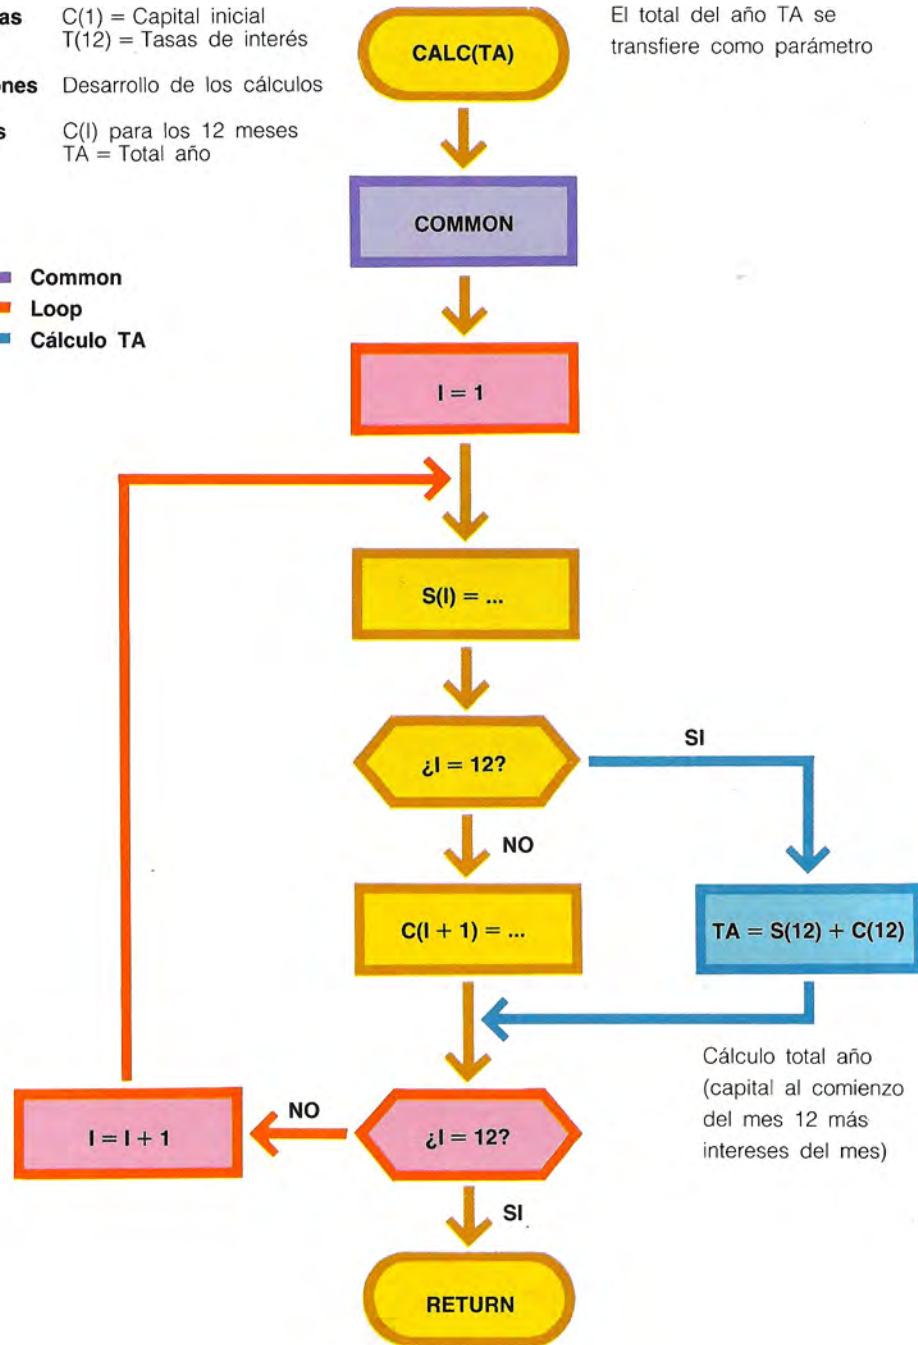 C(1) = Capital inicial
T(12) = Tasas de interés
Desarrollo de los cálculos
C(I) para los 12 meses
TA = Total año
Common
Loop
Cálculo TA
CALC(TA)
El total del año TA se
transfiere como parámetro
COMMON
I = 1
S(I) = ...
¿I = 12?
SI
NO
C(I + 1) = ...
TA = S(12) + C(12)
Cálculo total año
(capital al comienzo
del mes 12 más
intereses del mes)
I = I + 1
NO
¿I = 12?
SI
RETURN